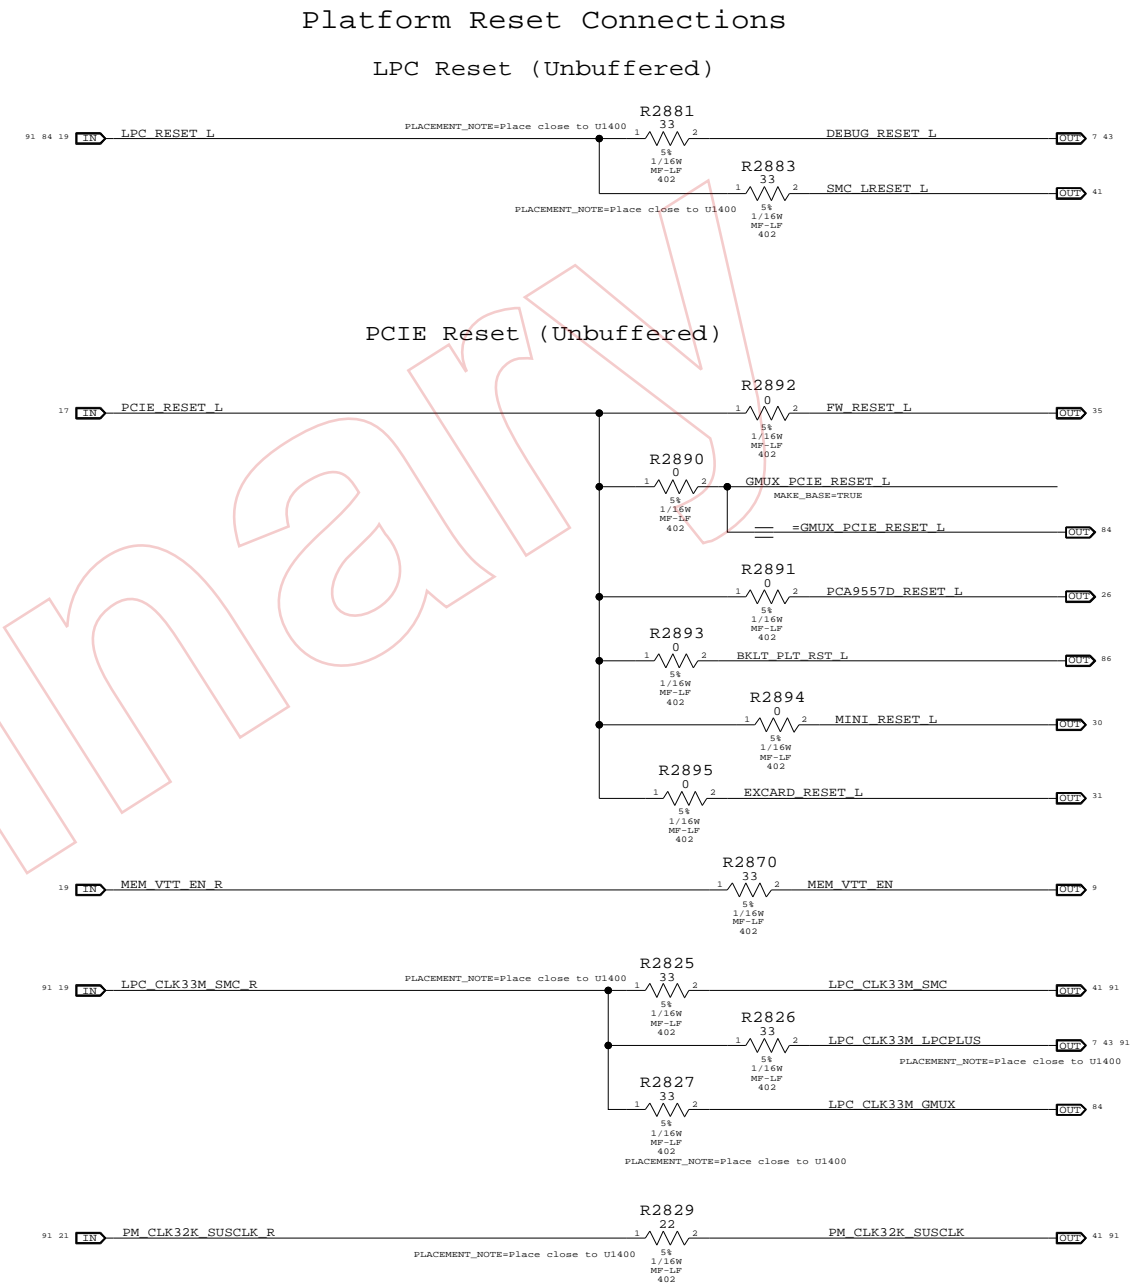 Platform Reset Connections
LPC Reset (Unbuffered)
R2881
91 84 19 IN LPC_RESET_L PLACEMENT_NOTE=Place close to U1400 1 33 2 DEBUG_RESET_L OUT 7 43
5%
1/16W
MF-LF
402
R2883
1 33 2 SMC_LRESET_L OUT 41
PLACEMENT_NOTE=Place close to U1400 5%
1/16W
MF-LF
402
PCIE Reset (Unbuffered)
R2892
17 IN PCIE_RESET_L 1 0 2 FW_RESET_L OUT 35
5%
1/16W
MF-LF
402
R2890
1 0 2 GMUX_PCIE_RESET_L
5% MAKE_BASE=TRUE
1/16W
MF-LF
402
=GMUX_PCIE_RESET_L OUT 84
R2891
1 0 2 PCA9557D_RESET_L OUT 26
5%
1/16W
MF-LF
402
R2893
1 0 2 BKLT_PLT_RST_L OUT 86
5%
1/16W
MF-LF
402
R2894
1 0 2 MINI_RESET_L OUT 30
5%
1/16W
MF-LF
402
R2895
1 0 2 EXCARD_RESET_L OUT 31
5%
1/16W
MF-LF
402
R2870
19 IN MEM_VTT_EN_R 1 33 2 MEM_VTT_EN OUT 9
5%
1/16W
MF-LF
402
R2825
91 19 IN LPC_CLK33M_SMC_R PLACEMENT_NOTE=Place close to U1400 1 33 2 LPC_CLK33M_SMC OUT 41 91
5%
1/16W
MF-LF
402
R2826
1 33 2 LPC_CLK33M_LPCPLUS OUT 7 43 91
5% PLACEMENT_NOTE=Place close to U1400
1/16W
MF-LF
402
R2827
1 33 2 LPC_CLK33M_GMUX OUT 84
5%
1/16W
MF-LF
402
PLACEMENT_NOTE=Place close to U1400
R2829
91 21 IN PM_CLK32K_SUSCLK_R 1 22 2 PM_CLK32K_SUSCLK OUT 41 91
PLACEMENT_NOTE=Place close to U1400 5%
1/16W
MF-LF
402
inary